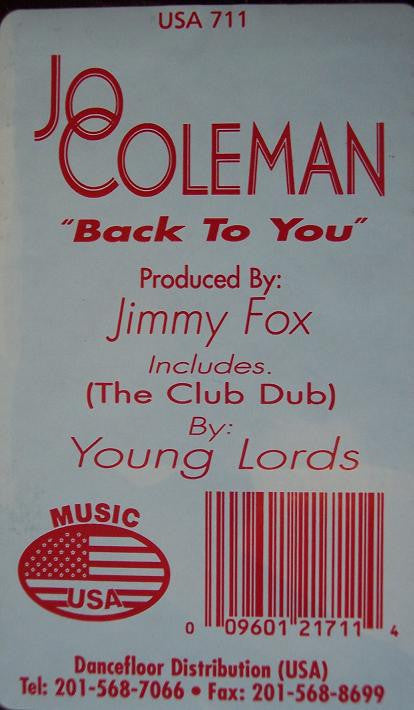 USA 711
JO
COLEMAN
"Back To You"
Produced By:
Jimmy Fox
Includes.
(The Club Dub)
By:
Young Lords
MUSIC
USA
0 09601 21711 4
Dancefloor Distribution (USA)
Tel: 201-568-7066 • Fax: 201-568-8699